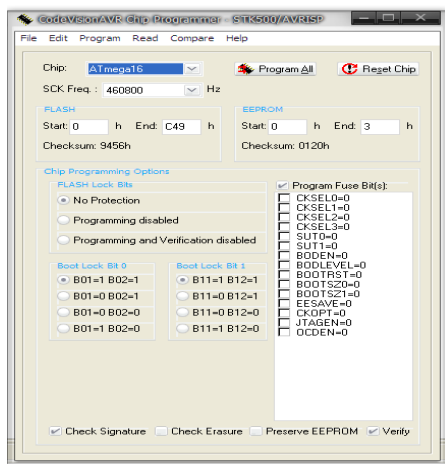 CodeVisionAVR Chip Programmer - STK500/AVRISP
File Edit Program Read Compare Help
Chip: ATmega16 Program All Reset Chip
SCK Freq. : 460800 Hz
FLASH EEPROM
Start: 0 h End: C49 h Start: 0 h End: 3 h
Checksum: 9456h Checksum: 0120h
Chip Programming Options
FLASH Lock Bits
No Protection
Programming disabled
Programming and Verification disabled
Boot Lock Bit 0 Boot Lock Bit 1
B01=1 B02=1 B11=1 B12=1
B01=0 B02=1 B11=0 B12=1
B01=0 B02=0 B11=0 B12=0
B01=1 B02=0 B11=1 B12=0
Program Fuse Bit(s):
CKSEL0=0
CKSEL1=0
CKSEL2=0
CKSEL3=0
SUT0=0
SUT1=0
BODEN=0
BODLEVEL=0
BOOTRST=0
BOOTSZ0=0
BOOTSZ1=0
EESAVE=0
CKOPT=0
JTAGEN=0
OCDEN=0
Check Signature Check Erasure Preserve EEPROM Verify